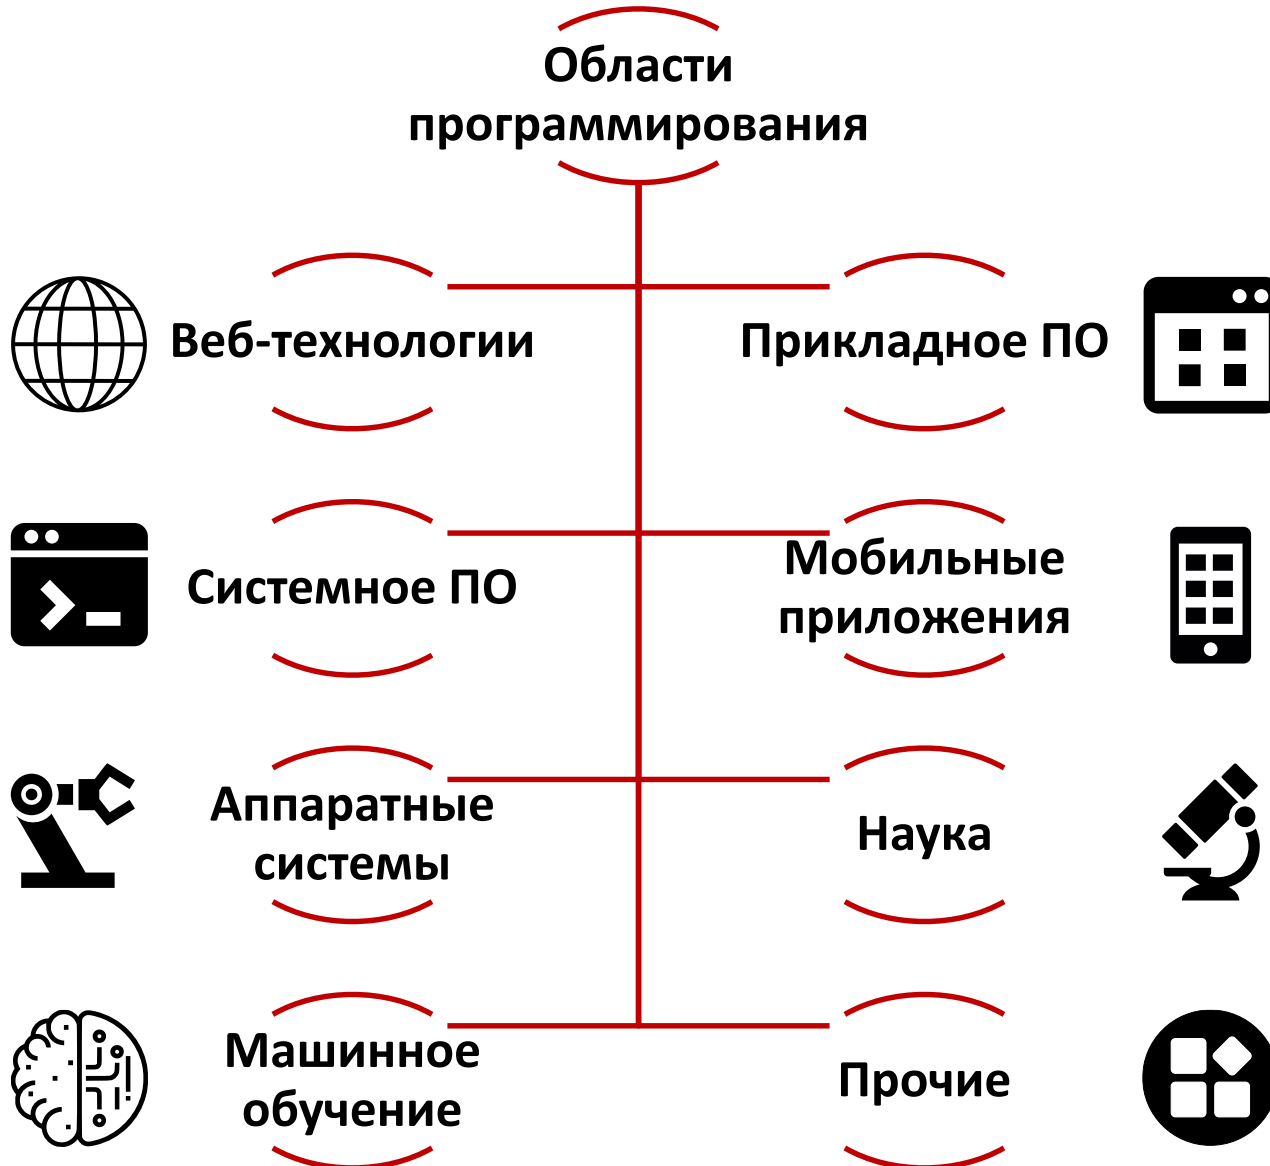 Области
программирования
Веб-технологии
Прикладное ПО
Системное ПО
Мобильные
приложения
Аппаратные
системы
Наука
Машинное
обучение
Прочие